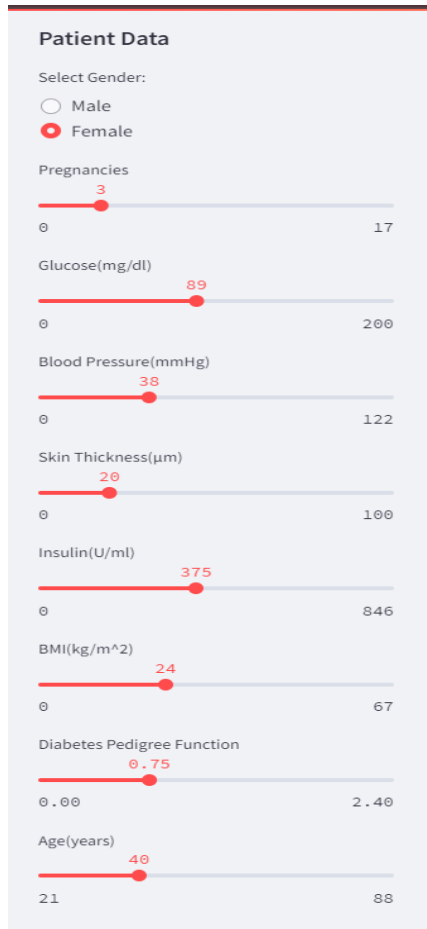 Patient Data
Select Gender:
Male
Female
Pregnancies
3
0 17
Glucose(mg/dl)
89
0 200
Blood Pressure(mmHg)
38
0 122
Skin Thickness(μm)
20
0 100
Insulin(U/ml)
375
0 846
BMI(kg/m^2)
24
0 67
Diabetes Pedigree Function
0.75
0.00 2.40
Age(years)
40
21 88